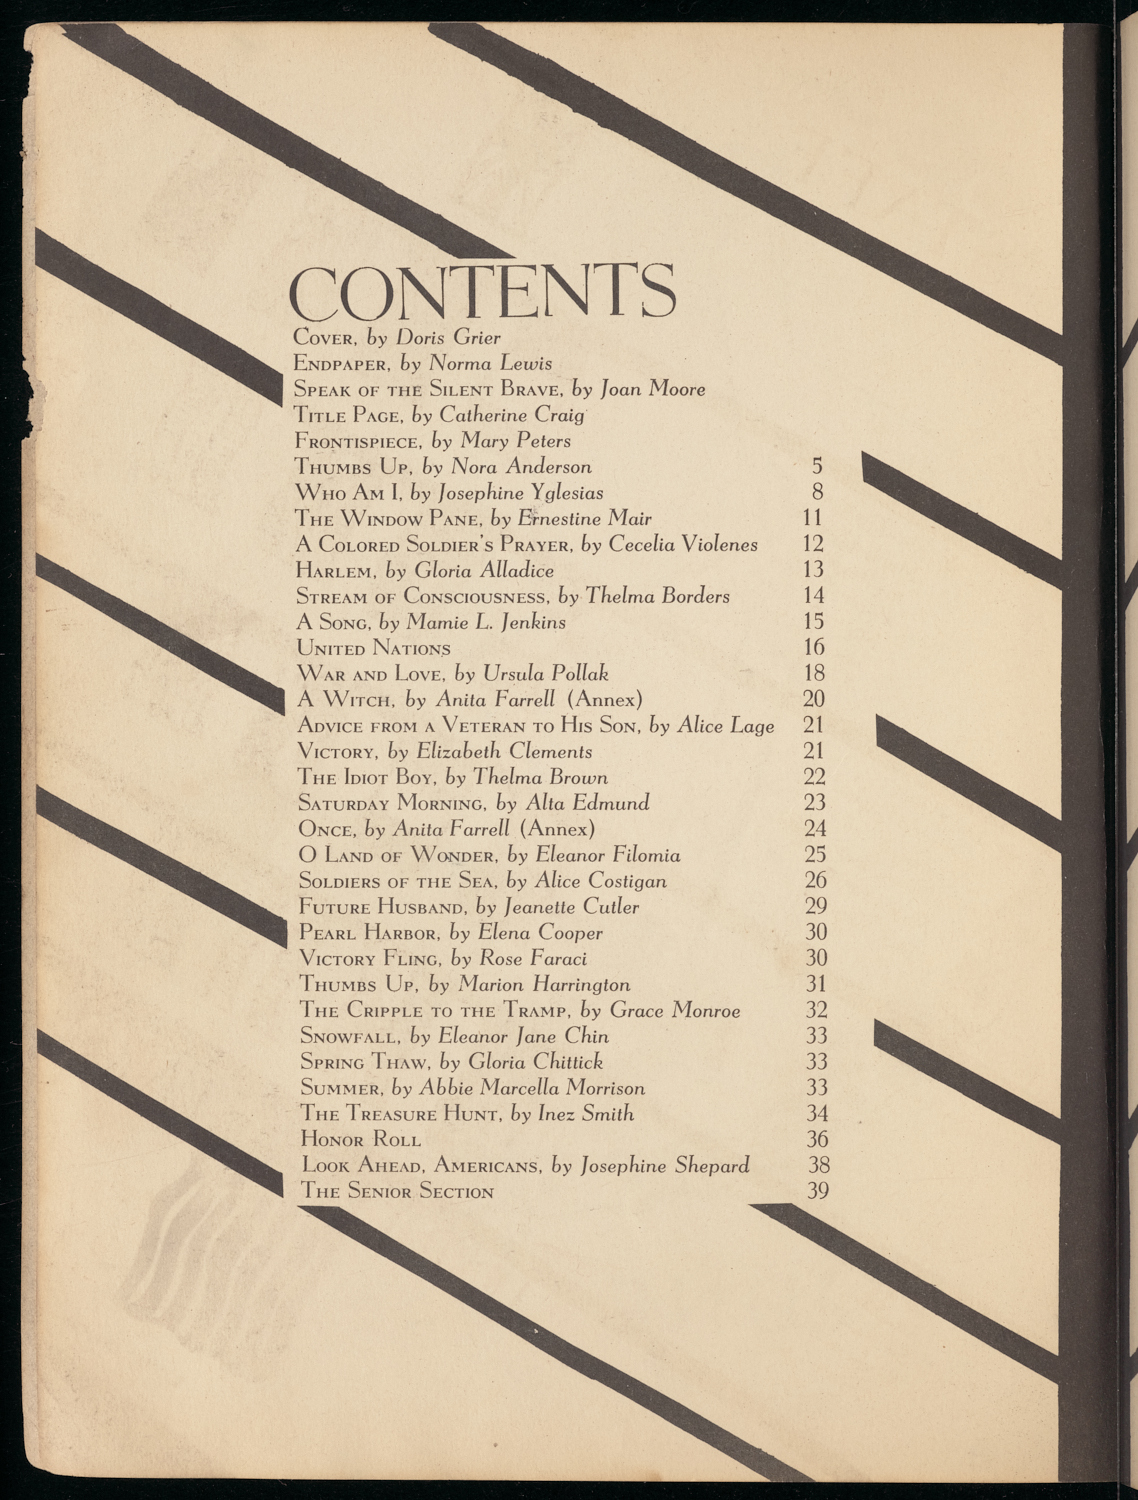 CONTENTS
COVER, by Doris Grier
ENDPAPER, by Norma Lewis
SPEAK OF THE SILENT BRAVE, by Joan Moore
TITLE PAGE, by Catherine Craig
FRONTISPIECE, by Mary Peters
THUMBS UP, by Nora Anderson 5
WHO AM I, by Josephine Yglesias 8
THE WINDOW PANE, by Ernestine Mair 11
A COLORED SOLDIER'S PRAYER, by Cecelia Violenes 12
HARLEM, by Gloria Alladice 13
STREAM OF CONSCIOUSNESS, by Thelma Borders 14
A SONG, by Mamie L. Jenkins 15
UNITED NATIONS 16
WAR AND LOVE, by Ursula Pollak 18
A WITCH, by Anita Farrell (Annex) 20
ADVICE FROM A VETERAN TO HIS SON, by Alice Lage 21
VICTORY, by Elizabeth Clements 21
THE IDIOT BOY, by Thelma Brown 22
SATURDAY MORNING, by Alta Edmund 23
ONCE, by Anita Farrell (Annex) 24
O LAND OF WONDER, by Eleanor Filomia 25
SOLDIERS OF THE SEA, by Alice Costigan 26
FUTURE HUSBAND, by Jeanette Cutler 29
PEARL HARBOR, by Elena Cooper 30
VICTORY FLING, by Rose Faraci 30
THUMBS UP, by Marion Harrington 31
THE CRIPPLE TO THE TRAMP, by Grace Monroe 32
SNOWFALL, by Eleanor Jane Chin 33
SPRING THAW, by Gloria Chittick 33
SUMMER, by Abbie Marcella Morrison 33
THE TREASURE HUNT, by Inez Smith 34
HONOR ROLL 36
LOOK AHEAD, AMERICANS, by Josephine Shepard 38
THE SENIOR SECTION 39